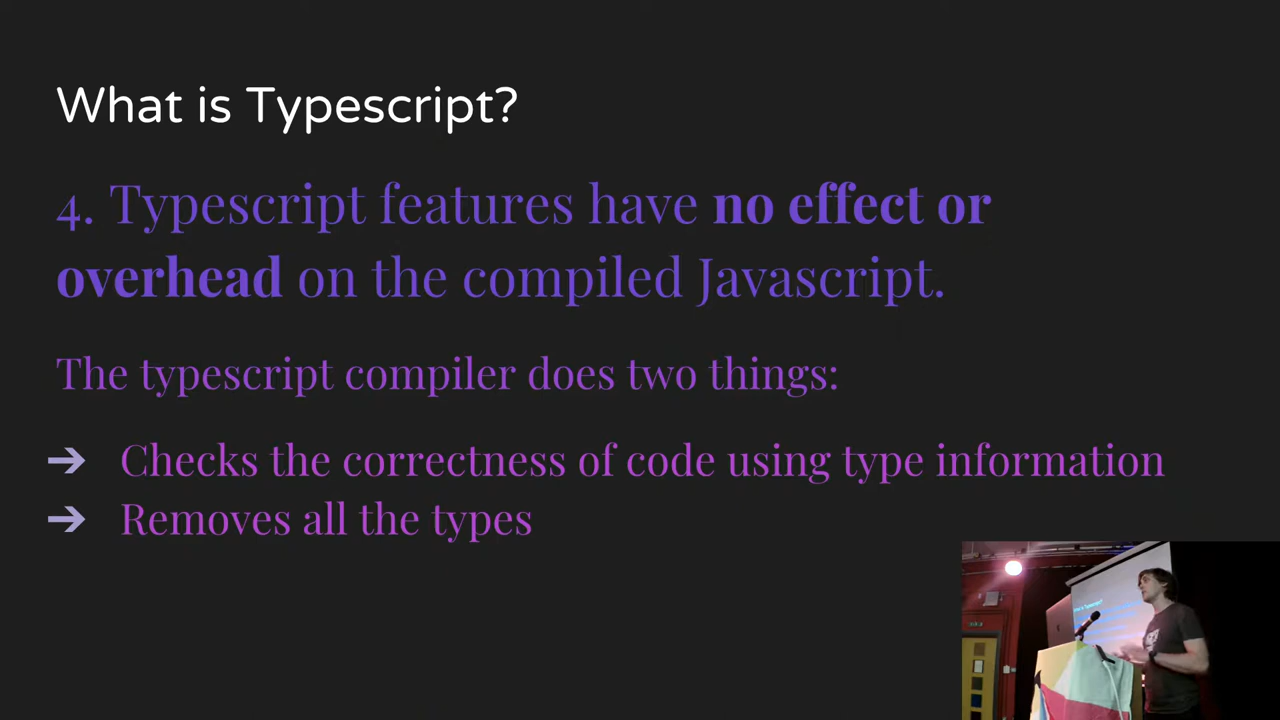 What is Typescript?
4. Typescript features have no effect or
overhead on the compiled Javascript.
The typescript compiler does two things:
➔ Checks the correctness of code using type information
➔ Removes all the types